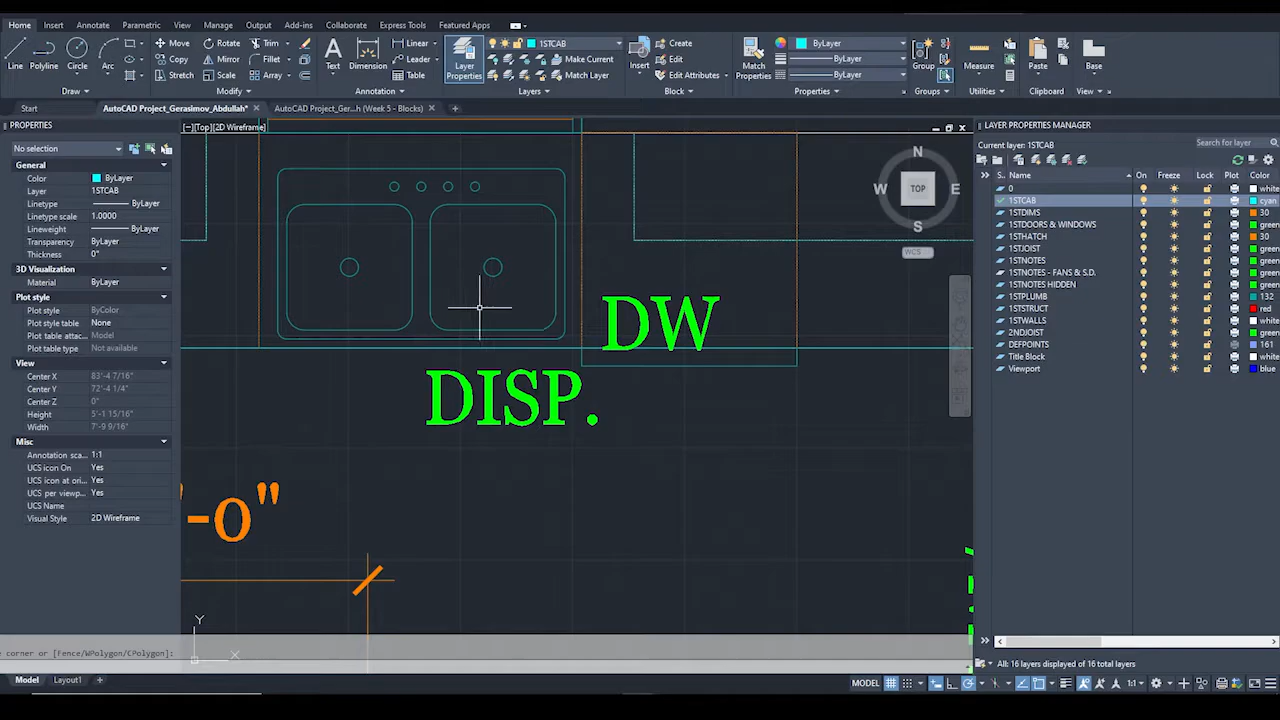 Home Insert Annotate Parametric View Manage Output Add-ins Collaborate Express Tools Featured Apps
Line Polyline Circle Arc
Move Rotate Trim
Copy Mirror Fillet
Stretch Scale Array
Text Dimension
Linear
Leader
Table
Layer Properties
1STCAB
Make Current
Match Layer
Insert
Create
Edit
Edit Attributes
Match Properties
ByLayer
ByLayer
ByLayer
Group Measure Paste Base
Draw Modify Annotation Layers Block Properties Groups Utilities Clipboard View
Start AutoCAD Project_Gerasimov_Abdullah* AutoCAD Project_Ger...h (Week 5 - Blocks)
PROPERTIES
No selection
General
Color ByLayer
Layer 1STCAB
Linetype ByLayer
Linetype scale 1.0000
Lineweight ByLayer
Transparency ByLayer
Thickness 0"
3D Visualization
Material ByLayer
Plot style
Plot style ByColor
Plot style table None
Plot table attac... Model
Plot table type Not available
View
Center X 83'-4 7/16"
Center Y 72'-4 1/4"
Center Z 0"
Height 5'-1 15/16"
Width 7'-9 9/16"
Misc
Annotation sca... 1:1
UCS icon On Yes
UCS icon at ori... Yes
UCS per viewp... Yes
UCS Name
Visual Style 2D Wireframe
[−][Top][2D Wireframe]
N
W TOP E
S
WCS
DW
DISP.
-0"
Y
X
LAYER PROPERTIES MANAGER
Current layer: 1STCAB
Search for layer
S.. Name On Freeze Lock Plot Color
0 white
1STCAB cyan
1STDIMS 30
1STDOORS & WINDOWS green
1STHATCH 30
1STJOIST green
1STNOTES green
1STNOTES - FANS & S.D. green
1STNOTES HIDDEN green
1STPLUMB 132
1STSTRUCT red
1STWALLS white
2NDJOIST green
DEFPOINTS 161
Title Block white
Viewport blue
All: 16 layers displayed of 16 total layers
corner or [Fence/WPolygon/CPolygon]:
Model Layout1
MODEL 1:1